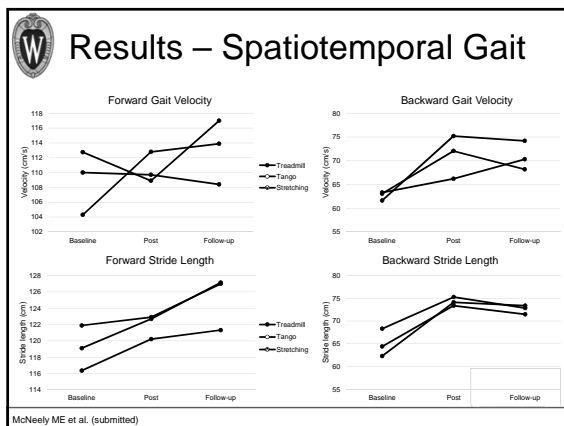 W
Results – Spatiotemporal Gait
Forward Gait Velocity
Velocity (cm/s)
118
116
114
112
110
108
106
104
102
Baseline
Post
Follow-up
Treadmill
Tango
Stretching
Backward Gait Velocity
Velocity (cm/s)
80
75
70
65
60
55
Baseline
Post
Follow-up
Forward Stride Length
Stride length (cm)
128
126
124
122
120
118
116
114
Baseline
Post
Follow-up
Treadmill
Tango
Stretching
Backward Stride Length
Stride length (cm)
80
75
70
65
60
55
Baseline
Post
Follow-up
McNeely ME et al. (submitted)